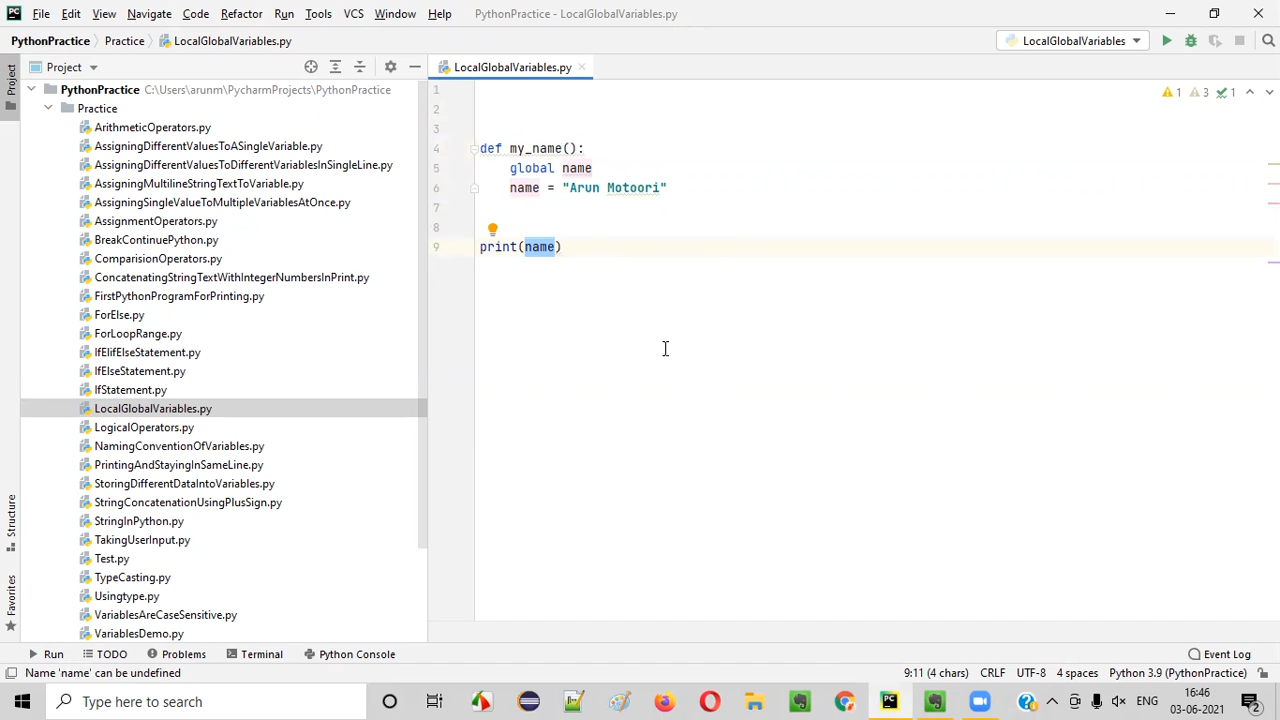 PC File Edit View Navigate Code Refactor Run Tools VCS Window Help PythonPractice - LocalGlobalVariables.py
PythonPractice Practice LocalGlobalVariables.py LocalGlobalVariables
Project Project LocalGlobalVariables.py
PythonPractice C:\Users\arunm\PycharmProjects\PythonPractice
Practice
ArithmeticOperators.py
AssigningDifferentValuesToASingleVariable.py
AssigningDifferentValuesToDifferentVariablesInSingleLine.py
AssigningMultilineStringTextToVariable.py
AssigningSingleValueToMultipleVariablesAtOnce.py
AssignmentOperators.py
BreakContinuePython.py
ComparisionOperators.py
ConcatenatingStringTextWithIntegerNumbersInPrint.py
FirstPythonProgramForPrinting.py
ForElse.py
ForLoopRange.py
IfElifElseStatement.py
IfElseStatement.py
IfStatement.py
LocalGlobalVariables.py
LogicalOperators.py
NamingConventionOfVariables.py
PrintingAndStayingInSameLine.py
StoringDifferentDataIntoVariables.py
StringConcatenationUsingPlusSign.py
StringInPython.py
TakingUserInput.py
Test.py
TypeCasting.py
Usingtype.py
VariablesAreCaseSensitive.py
VariablesDemo.py
Structure
Favorites
1
2
3
4 def my_name():
5 global name
6 name = "Arun Motoori"
7
8
9 print(name)
1 3 1
Run TODO Problems Terminal Python Console Event Log
Name 'name' can be undefined 9:11 (4 chars) CRLF UTF-8 4 spaces Python 3.9 (PythonPractice)
Type here to search 16:46
03-06-2021 2